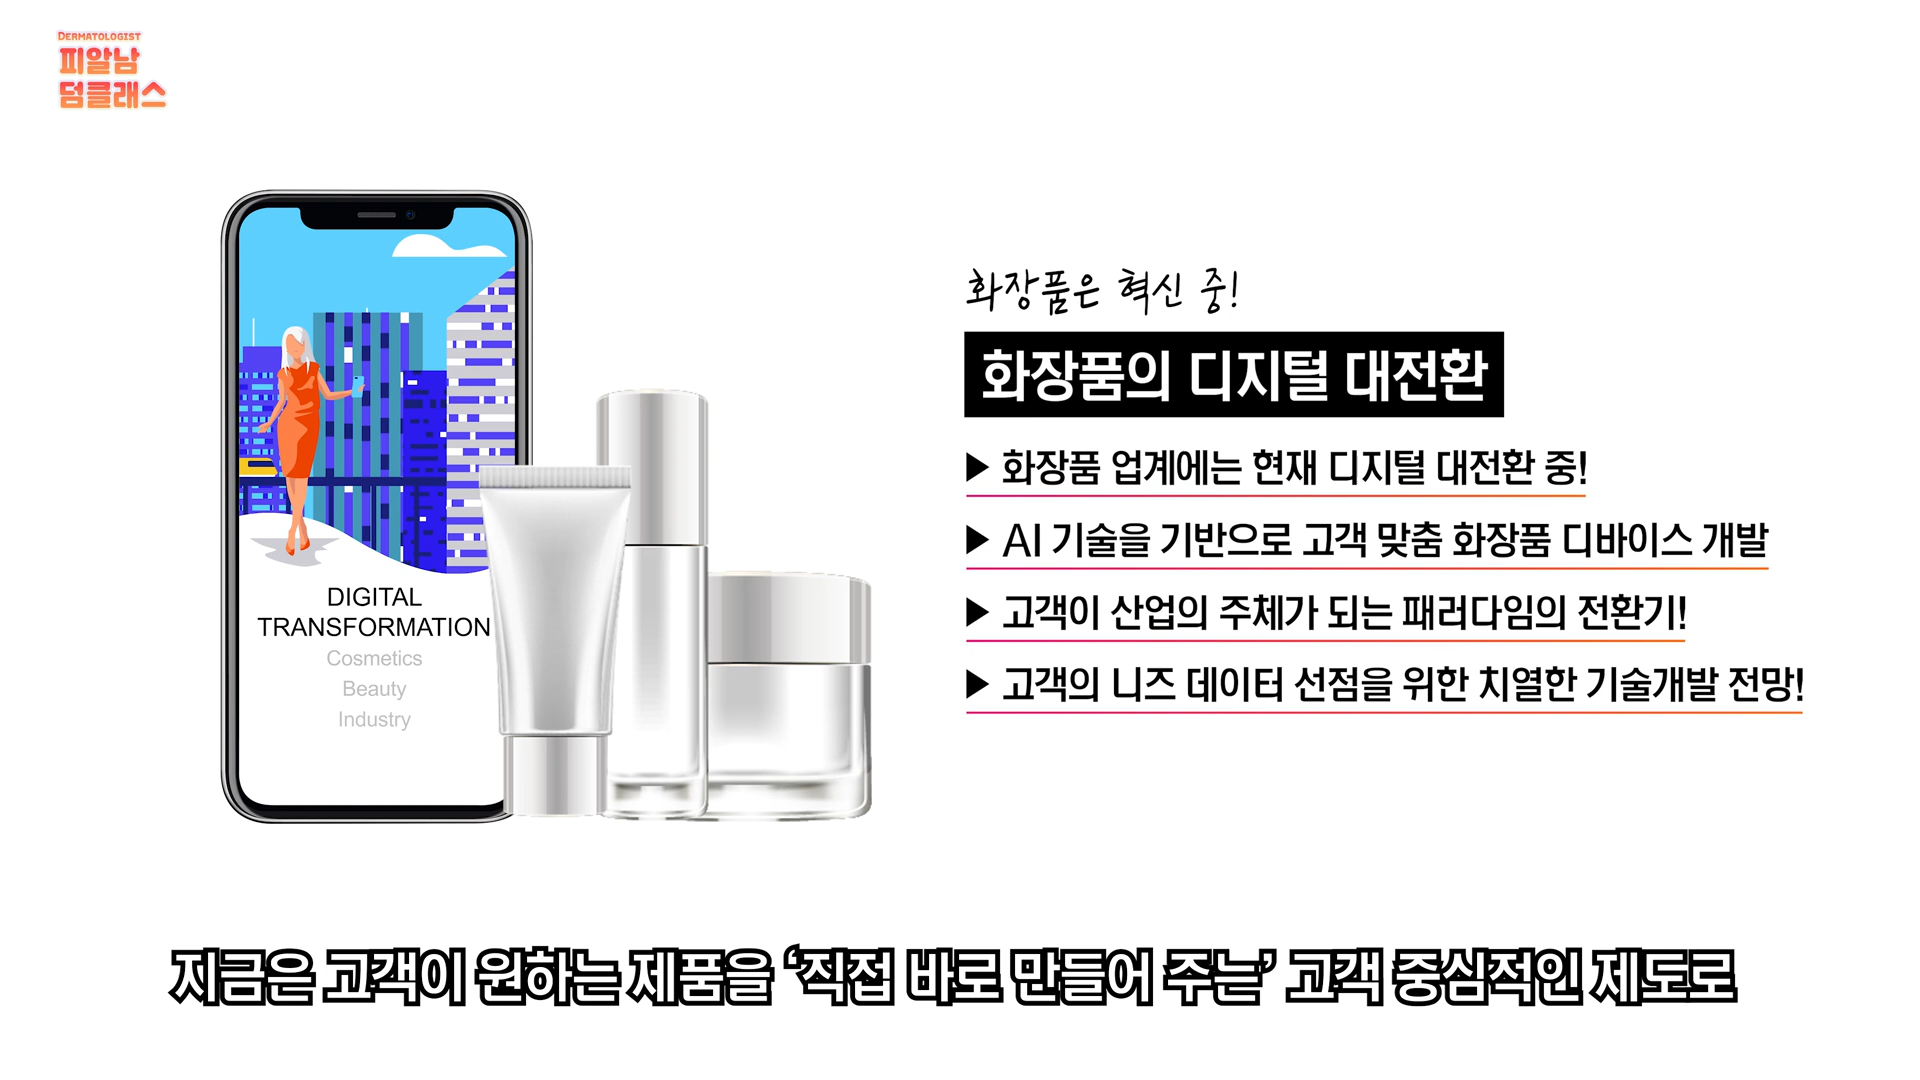 DERMATOLOGIST
피알남
덤클래스
DIGITAL
TRANSFORMATION
Cosmetics
Beauty
Industry
화장품은 혁신 중!
화장품의 디지털 대전환
▶ 화장품 업계에는 현재 디지털 대전환 중!
▶ AI 기술을 기반으로 고객 맞춤 화장품 디바이스 개발
▶ 고객이 산업의 주체가 되는 패러다임의 전환기!
▶ 고객의 니즈 데이터 선점을 위한 치열한 기술개발 전망!
지금은 고객이 원하는 제품을 ‘직접 바로 만들어 주는’ 고객 중심적인 제도로